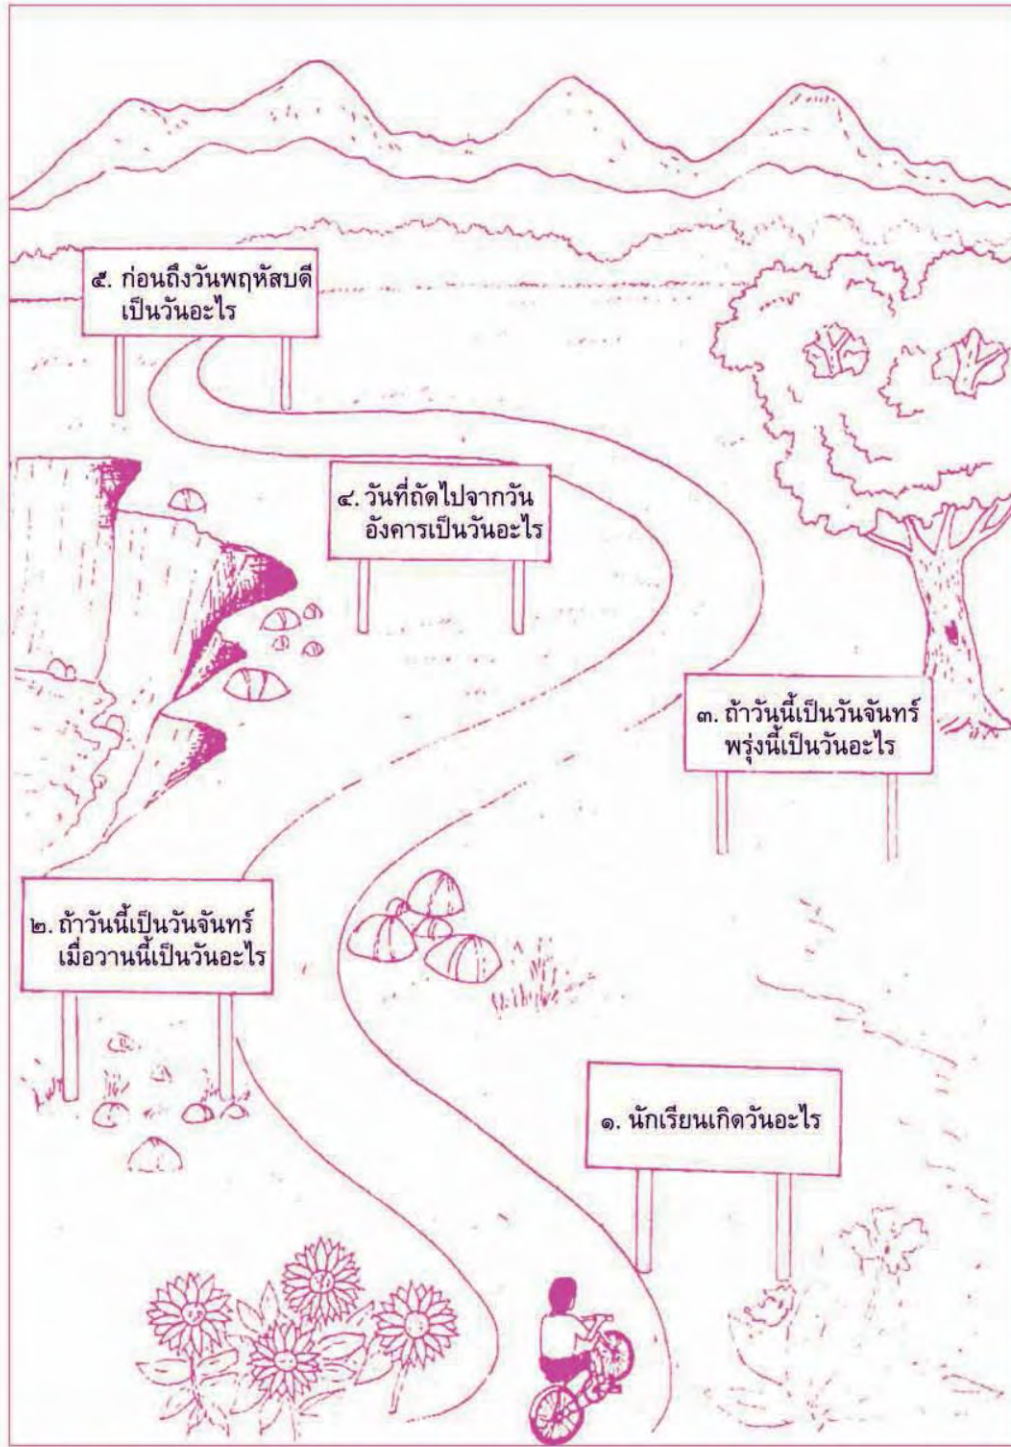 ๕. ก่อนถึงวันพฤหัสบดี
เป็นวันอะไร
๔. วันที่ถัดไปจากวัน
อังคารเป็นวันอะไร
๓. ถ้าวันนี้เป็นวันจันทร์
พรุ่งนี้เป็นวันอะไร
๒. ถ้าวันนี้เป็นวันจันทร์
เมื่อวานนี้เป็นวันอะไร
๑. นักเรียนเกิดวันอะไร